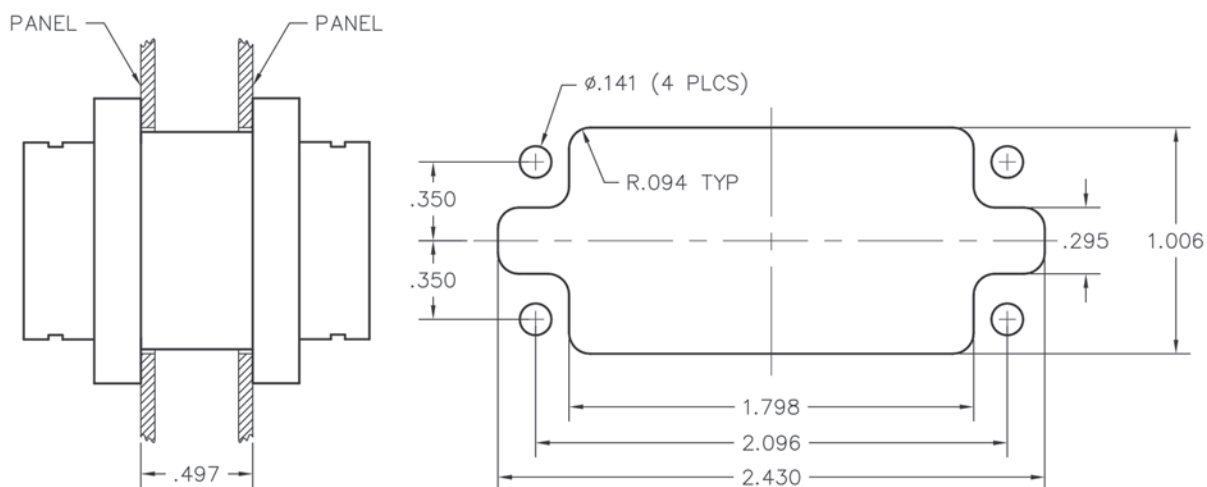 PANEL
PANEL
Ø.141 (4 PLCS)
R.094 TYP
.350
.350
.295
1.006
1.798
2.096
2.430
.497